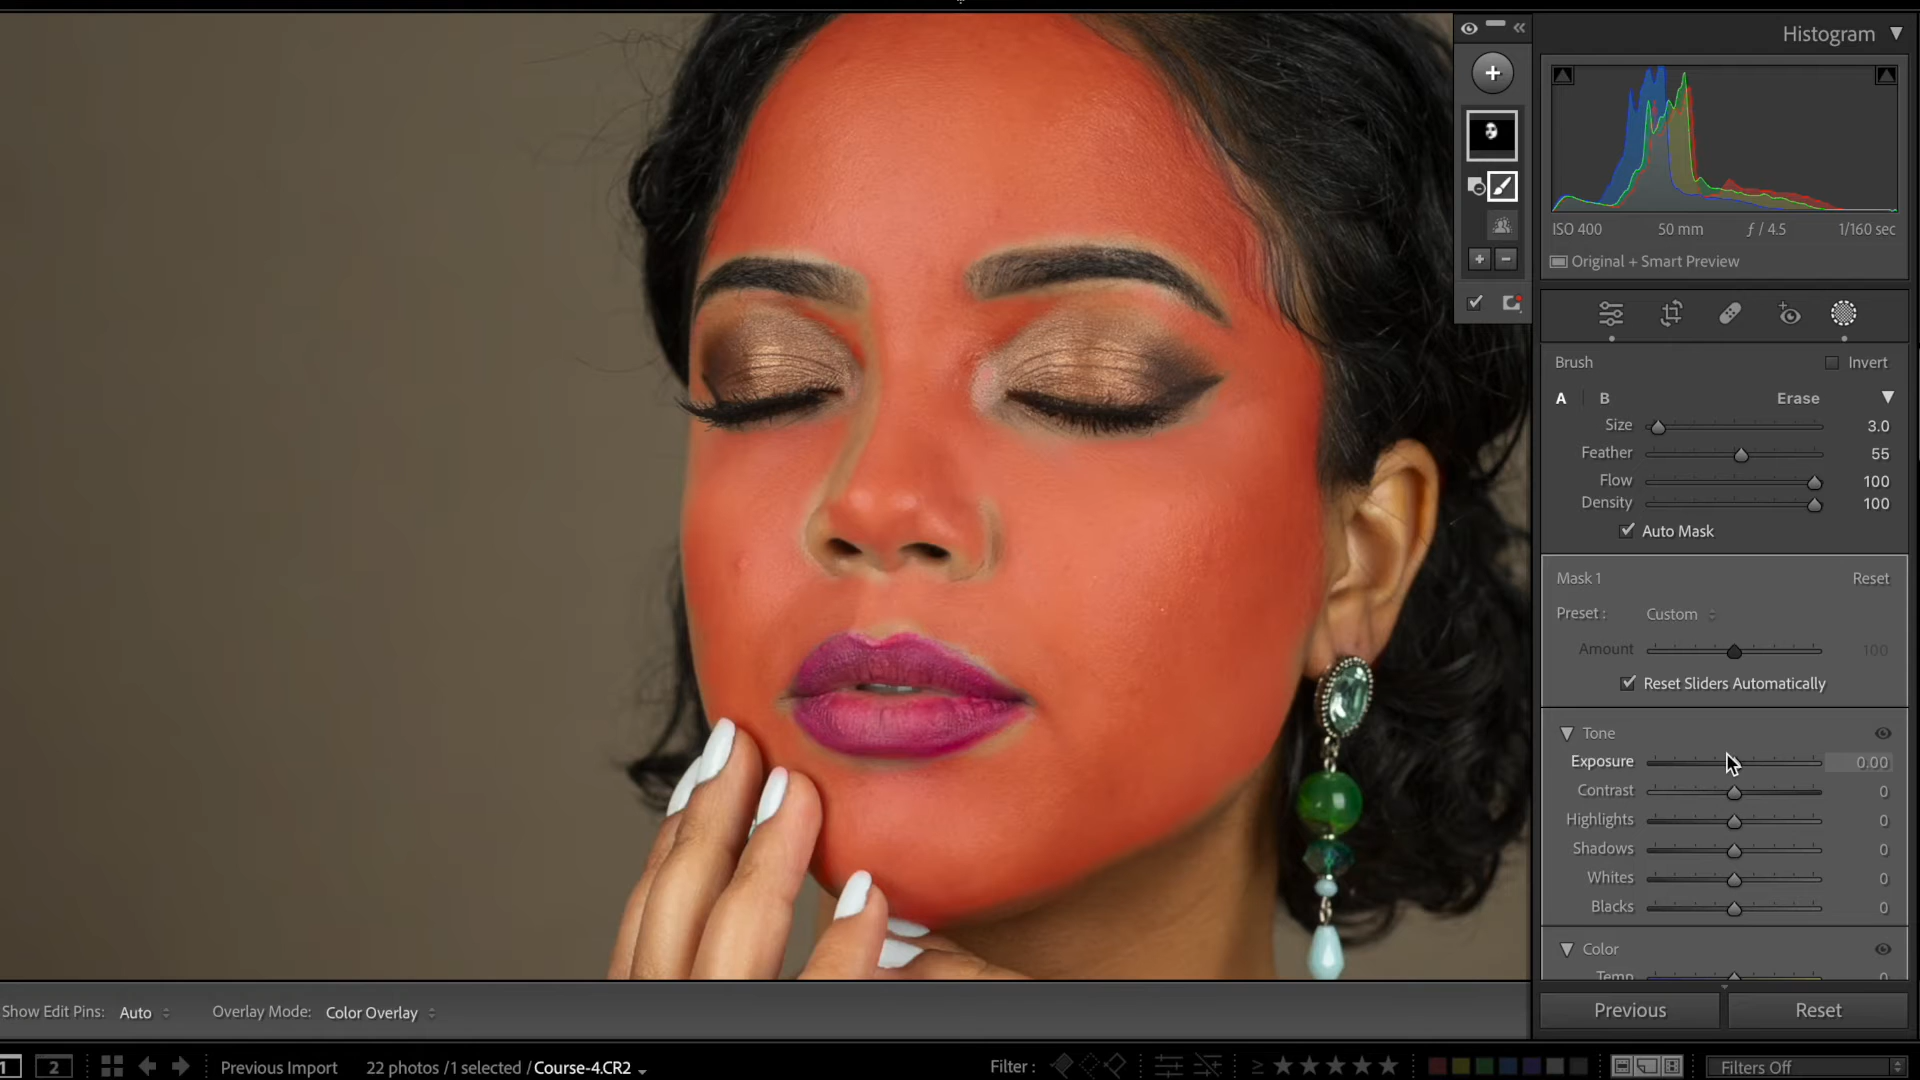 Histogram
ISO 400 50 mm ƒ / 4.5 1/160 sec
Original + Smart Preview
Brush Invert
A B Erase
Size 3.0
Feather 55
Flow 100
Density 100
Auto Mask
Mask 1 Reset
Preset : Custom
Amount 100
Reset Sliders Automatically
Tone
Exposure 0.00
Contrast 0
Highlights 0
Shadows 0
Whites 0
Blacks 0
Color
Temp 0
Previous Reset
Show Edit Pins: Auto Overlay Mode: Color Overlay
1 2 Previous Import 22 photos /1 selected / Course-4.CR2 Filter : ≥ Filters Off